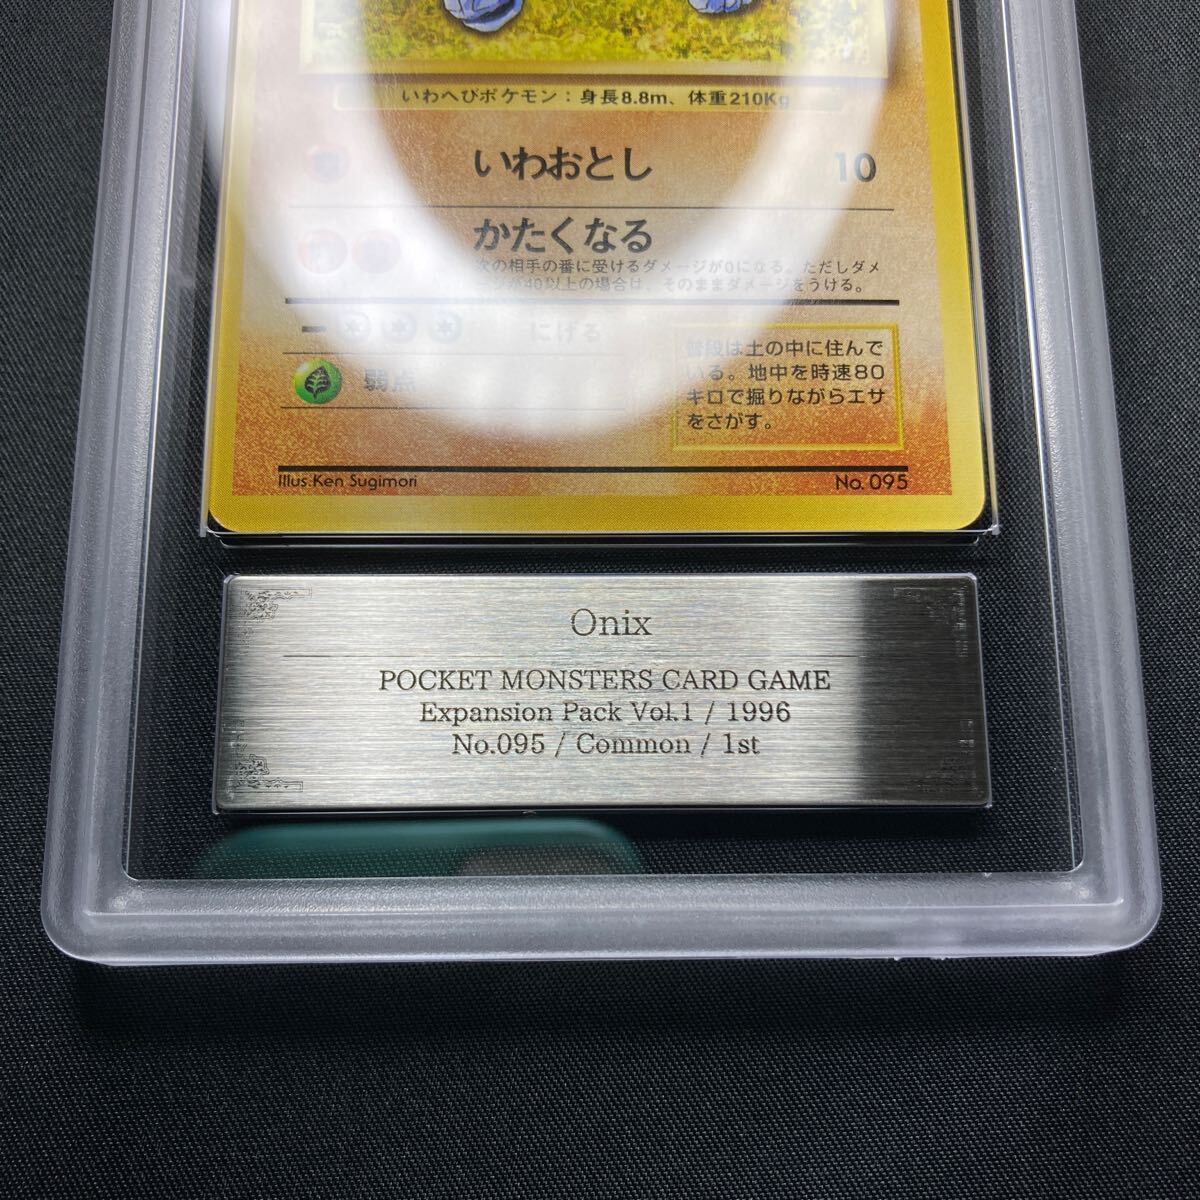 いわへびポケモン：身長8.8m、体重210Kg
いわおとし 10
かたくなる
次の相手の番に受けるダメージが0になる。ただしダメ
ージが40以上の場合は、そのままダメージをうける。
にげる
弱点
普段は土の中に住んで
いる。地中を時速80
キロで掘りながらエサ
をさがす。
Illus.Ken Sugimori
No. 095
Onix
POCKET MONSTERS CARD GAME
Expansion Pack Vol.1 / 1996
No.095 / Common / 1st